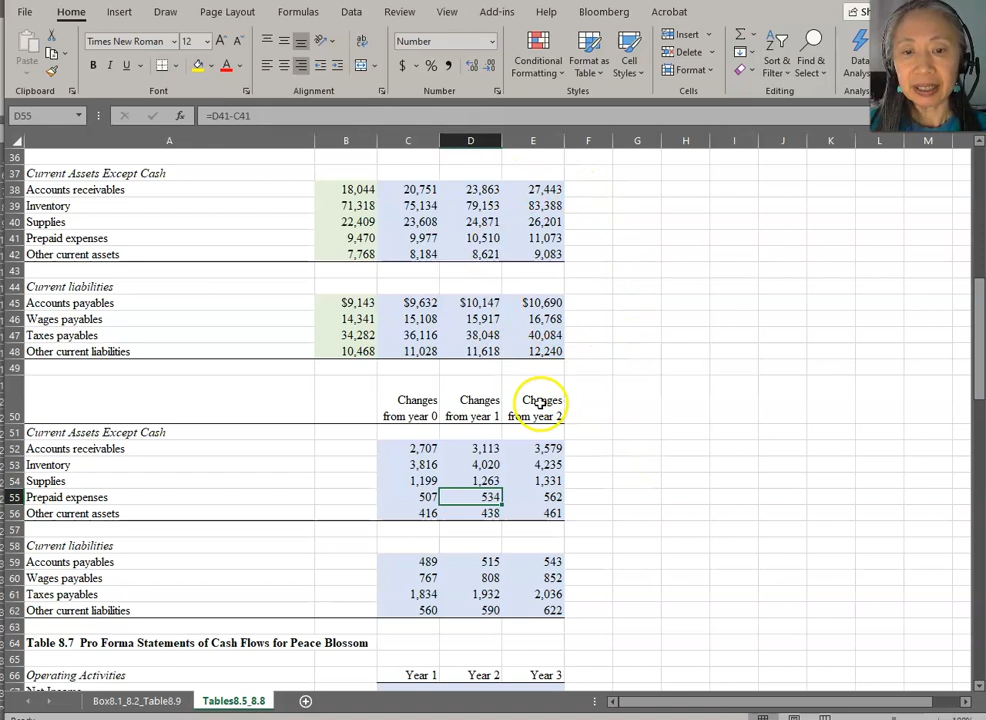 File Home Insert Draw Page Layout Formulas Data Review View Add-ins Help Bloomberg Acrobat Sh
Times New Roman 12 A A ab Number Insert Σ
Paste B I U A $ % 9 Conditional Formatting Format as Table Cell Styles Delete Format Sort & Filter Find & Select Data Analy
Clipboard Font Alignment Number Styles Cells Editing An
D55 fx =D41-C41
A B C D E F G H I J K L M
36
37 Current Assets Except Cash
38 Accounts receivables 18,044 20,751 23,863 27,443
39 Inventory 71,318 75,134 79,153 83,388
40 Supplies 22,409 23,608 24,871 26,201
41 Prepaid expenses 9,470 9,977 10,510 11,073
42 Other current assets 7,768 8,184 8,621 9,083
43
44 Current liabilities
45 Accounts payables $9,143 $9,632 $10,147 $10,690
46 Wages payables 14,341 15,108 15,917 16,768
47 Taxes payables 34,282 36,116 38,048 40,084
48 Other current liabilities 10,468 11,028 11,618 12,240
49
Changes Changes Changes
50 from year 0 from year 1 from year 2
51 Current Assets Except Cash
52 Accounts receivables 2,707 3,113 3,579
53 Inventory 3,816 4,020 4,235
54 Supplies 1,199 1,263 1,331
55 Prepaid expenses 507 534 562
56 Other current assets 416 438 461
57
58 Current liabilities
59 Accounts payables 489 515 543
60 Wages payables 767 808 852
61 Taxes payables 1,834 1,932 2,036
62 Other current liabilities 560 590 622
63
64 Table 8.7 Pro Forma Statements of Cash Flows for Peace Blossom
65
66 Operating Activities Year 1 Year 2 Year 3
Box8.1_8.2_Table8.9 Tables8.5_8.8